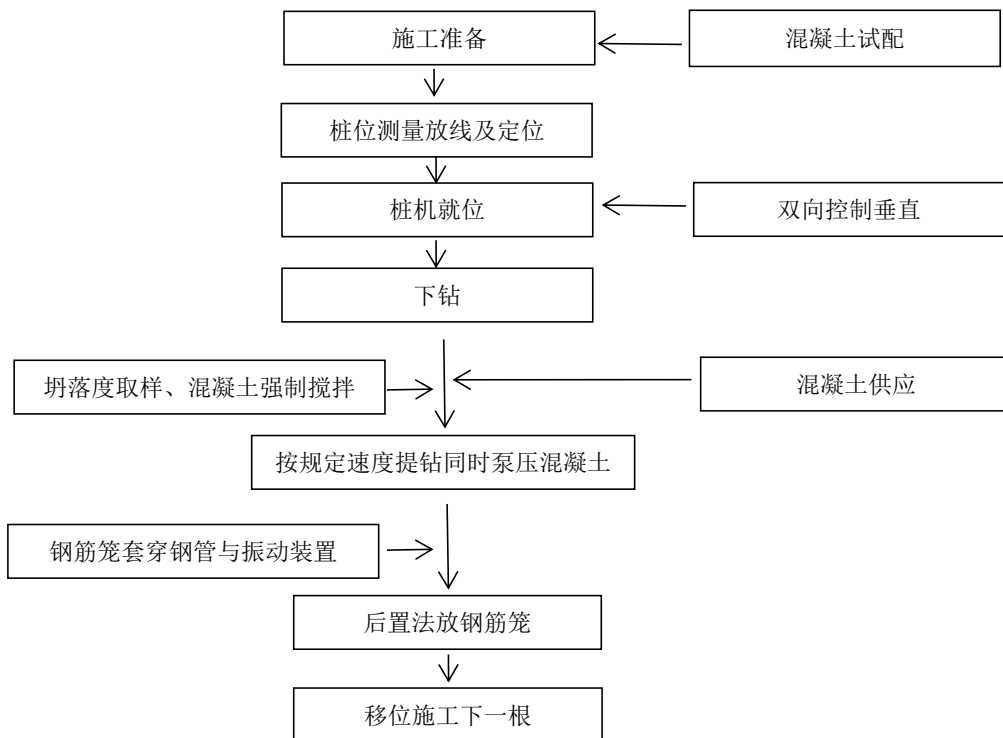 施工准备
混凝土试配
桩位测量放线及定位
桩机就位
双向控制垂直
下钻
坍落度取样、混凝土强制搅拌
混凝土供应
按规定速度提钻同时泵压混凝土
钢筋笼套穿钢管与振动装置
后置法放钢筋笼
移位施工下一根